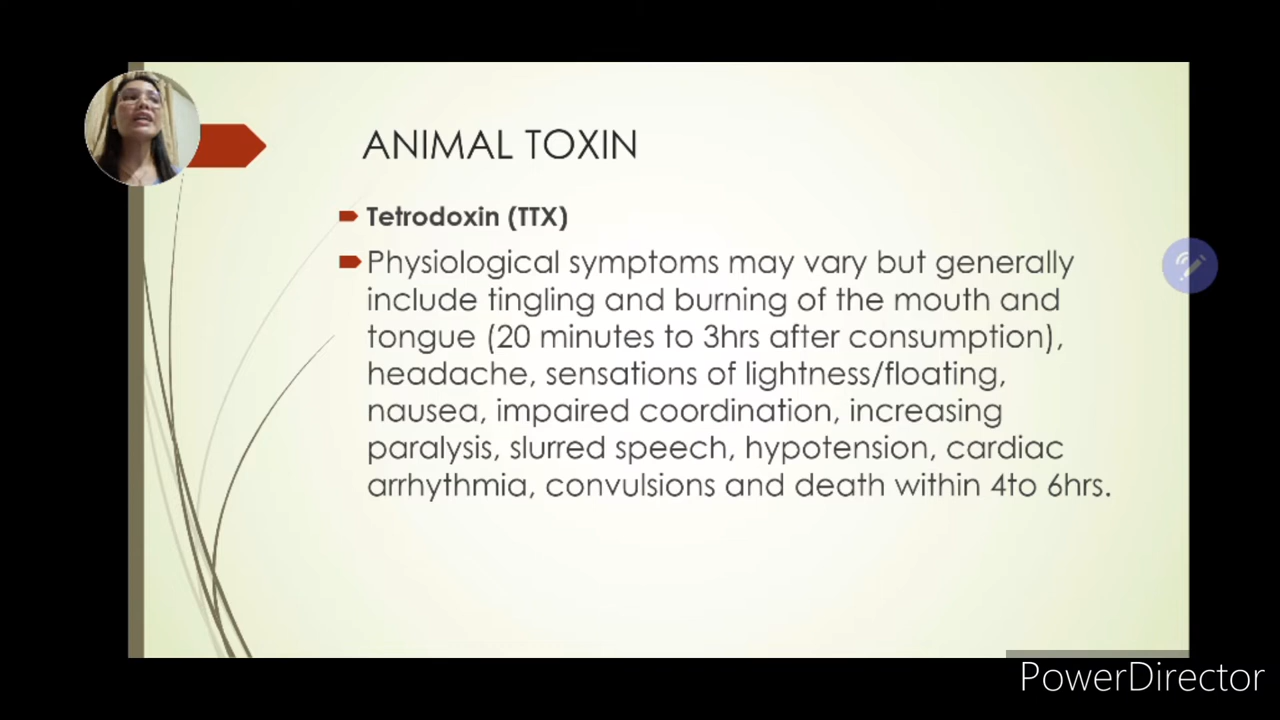 ANIMAL TOXIN
Tetrodoxin (TTX)
Physiological symptoms may vary but generally
include tingling and burning of the mouth and
tongue (20 minutes to 3hrs after consumption),
headache, sensations of lightness/floating,
nausea, impaired coordination, increasing
paralysis, slurred speech, hypotension, cardiac
arrhythmia, convulsions and death within 4to 6hrs.
PowerDirector